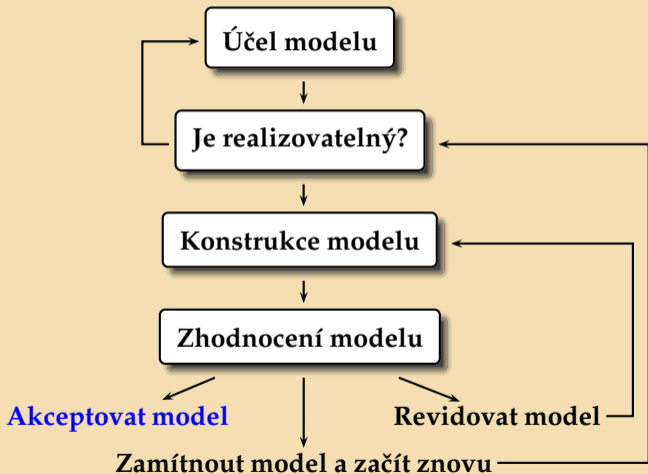 Účel modelu
Je realizovatelný?
Konstrukce modelu
Zhodnocení modelu
Akceptovat model
Revidovat model
Zamítnout model a začít znovu